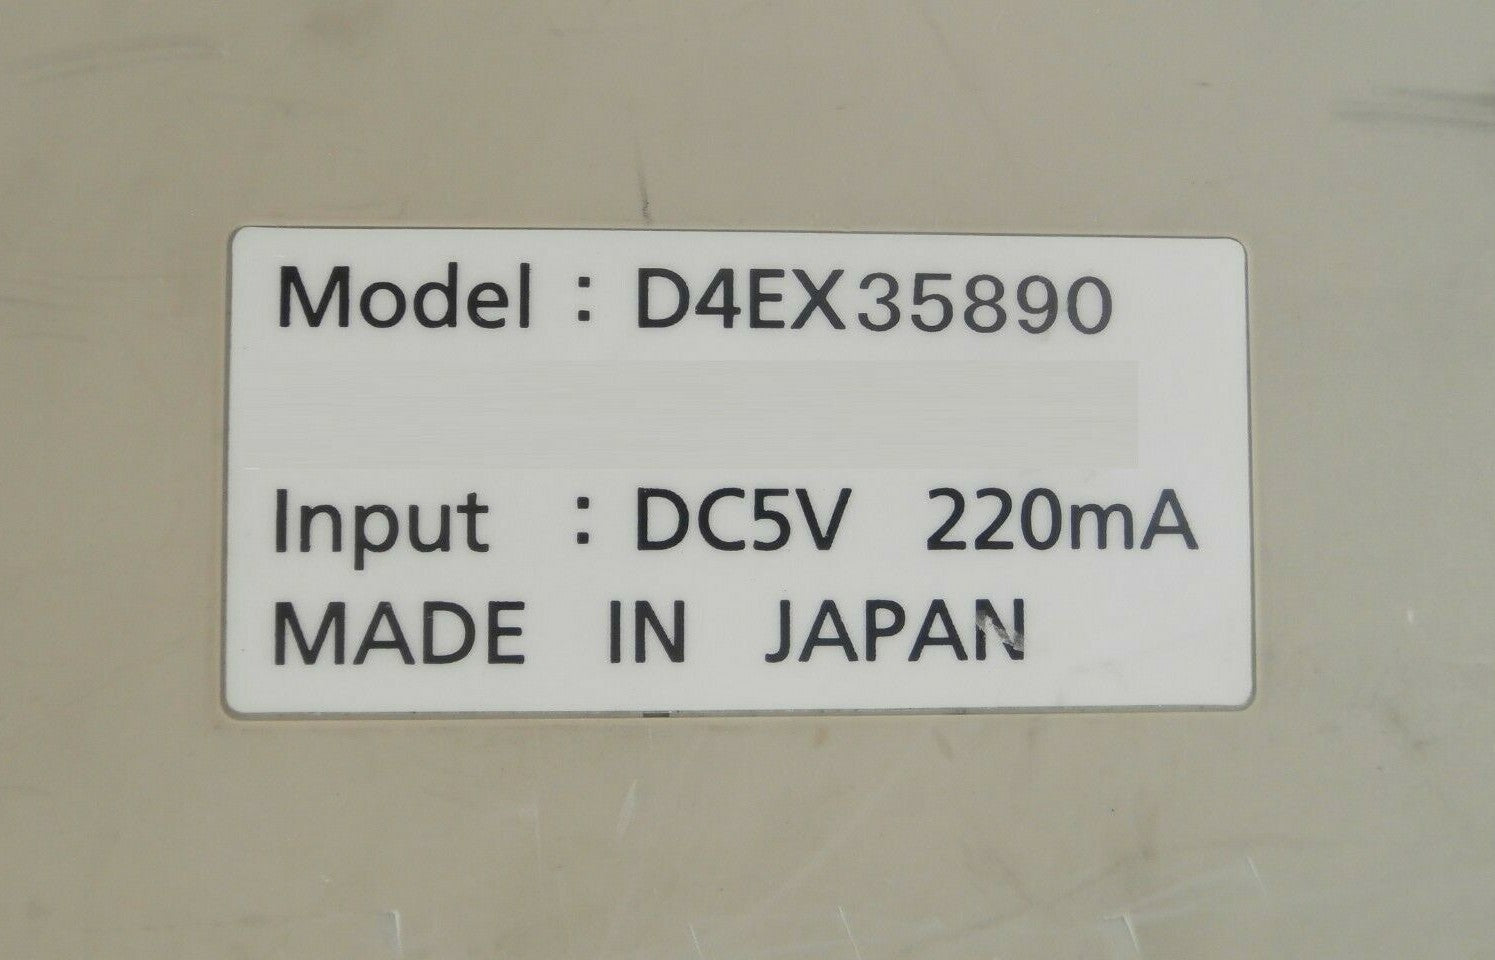 Model : D4EX35890
Input : DC5V 220mA
MADE IN JAPAN